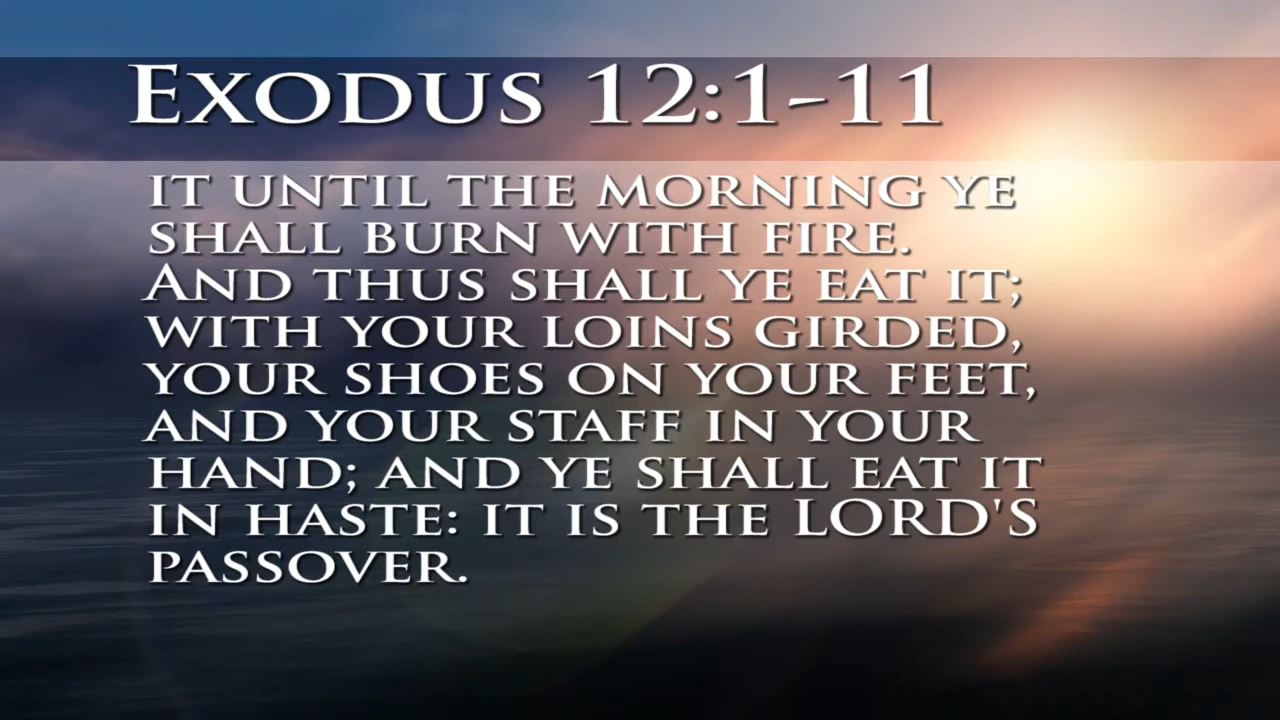 EXODUS 12:1-11
IT UNTIL THE MORNING YE
SHALL BURN WITH FIRE.
AND THUS SHALL YE EAT IT;
WITH YOUR LOINS GIRDED,
YOUR SHOES ON YOUR FEET,
AND YOUR STAFF IN YOUR
HAND; AND YE SHALL EAT IT
IN HASTE: IT IS THE LORD'S
PASSOVER.